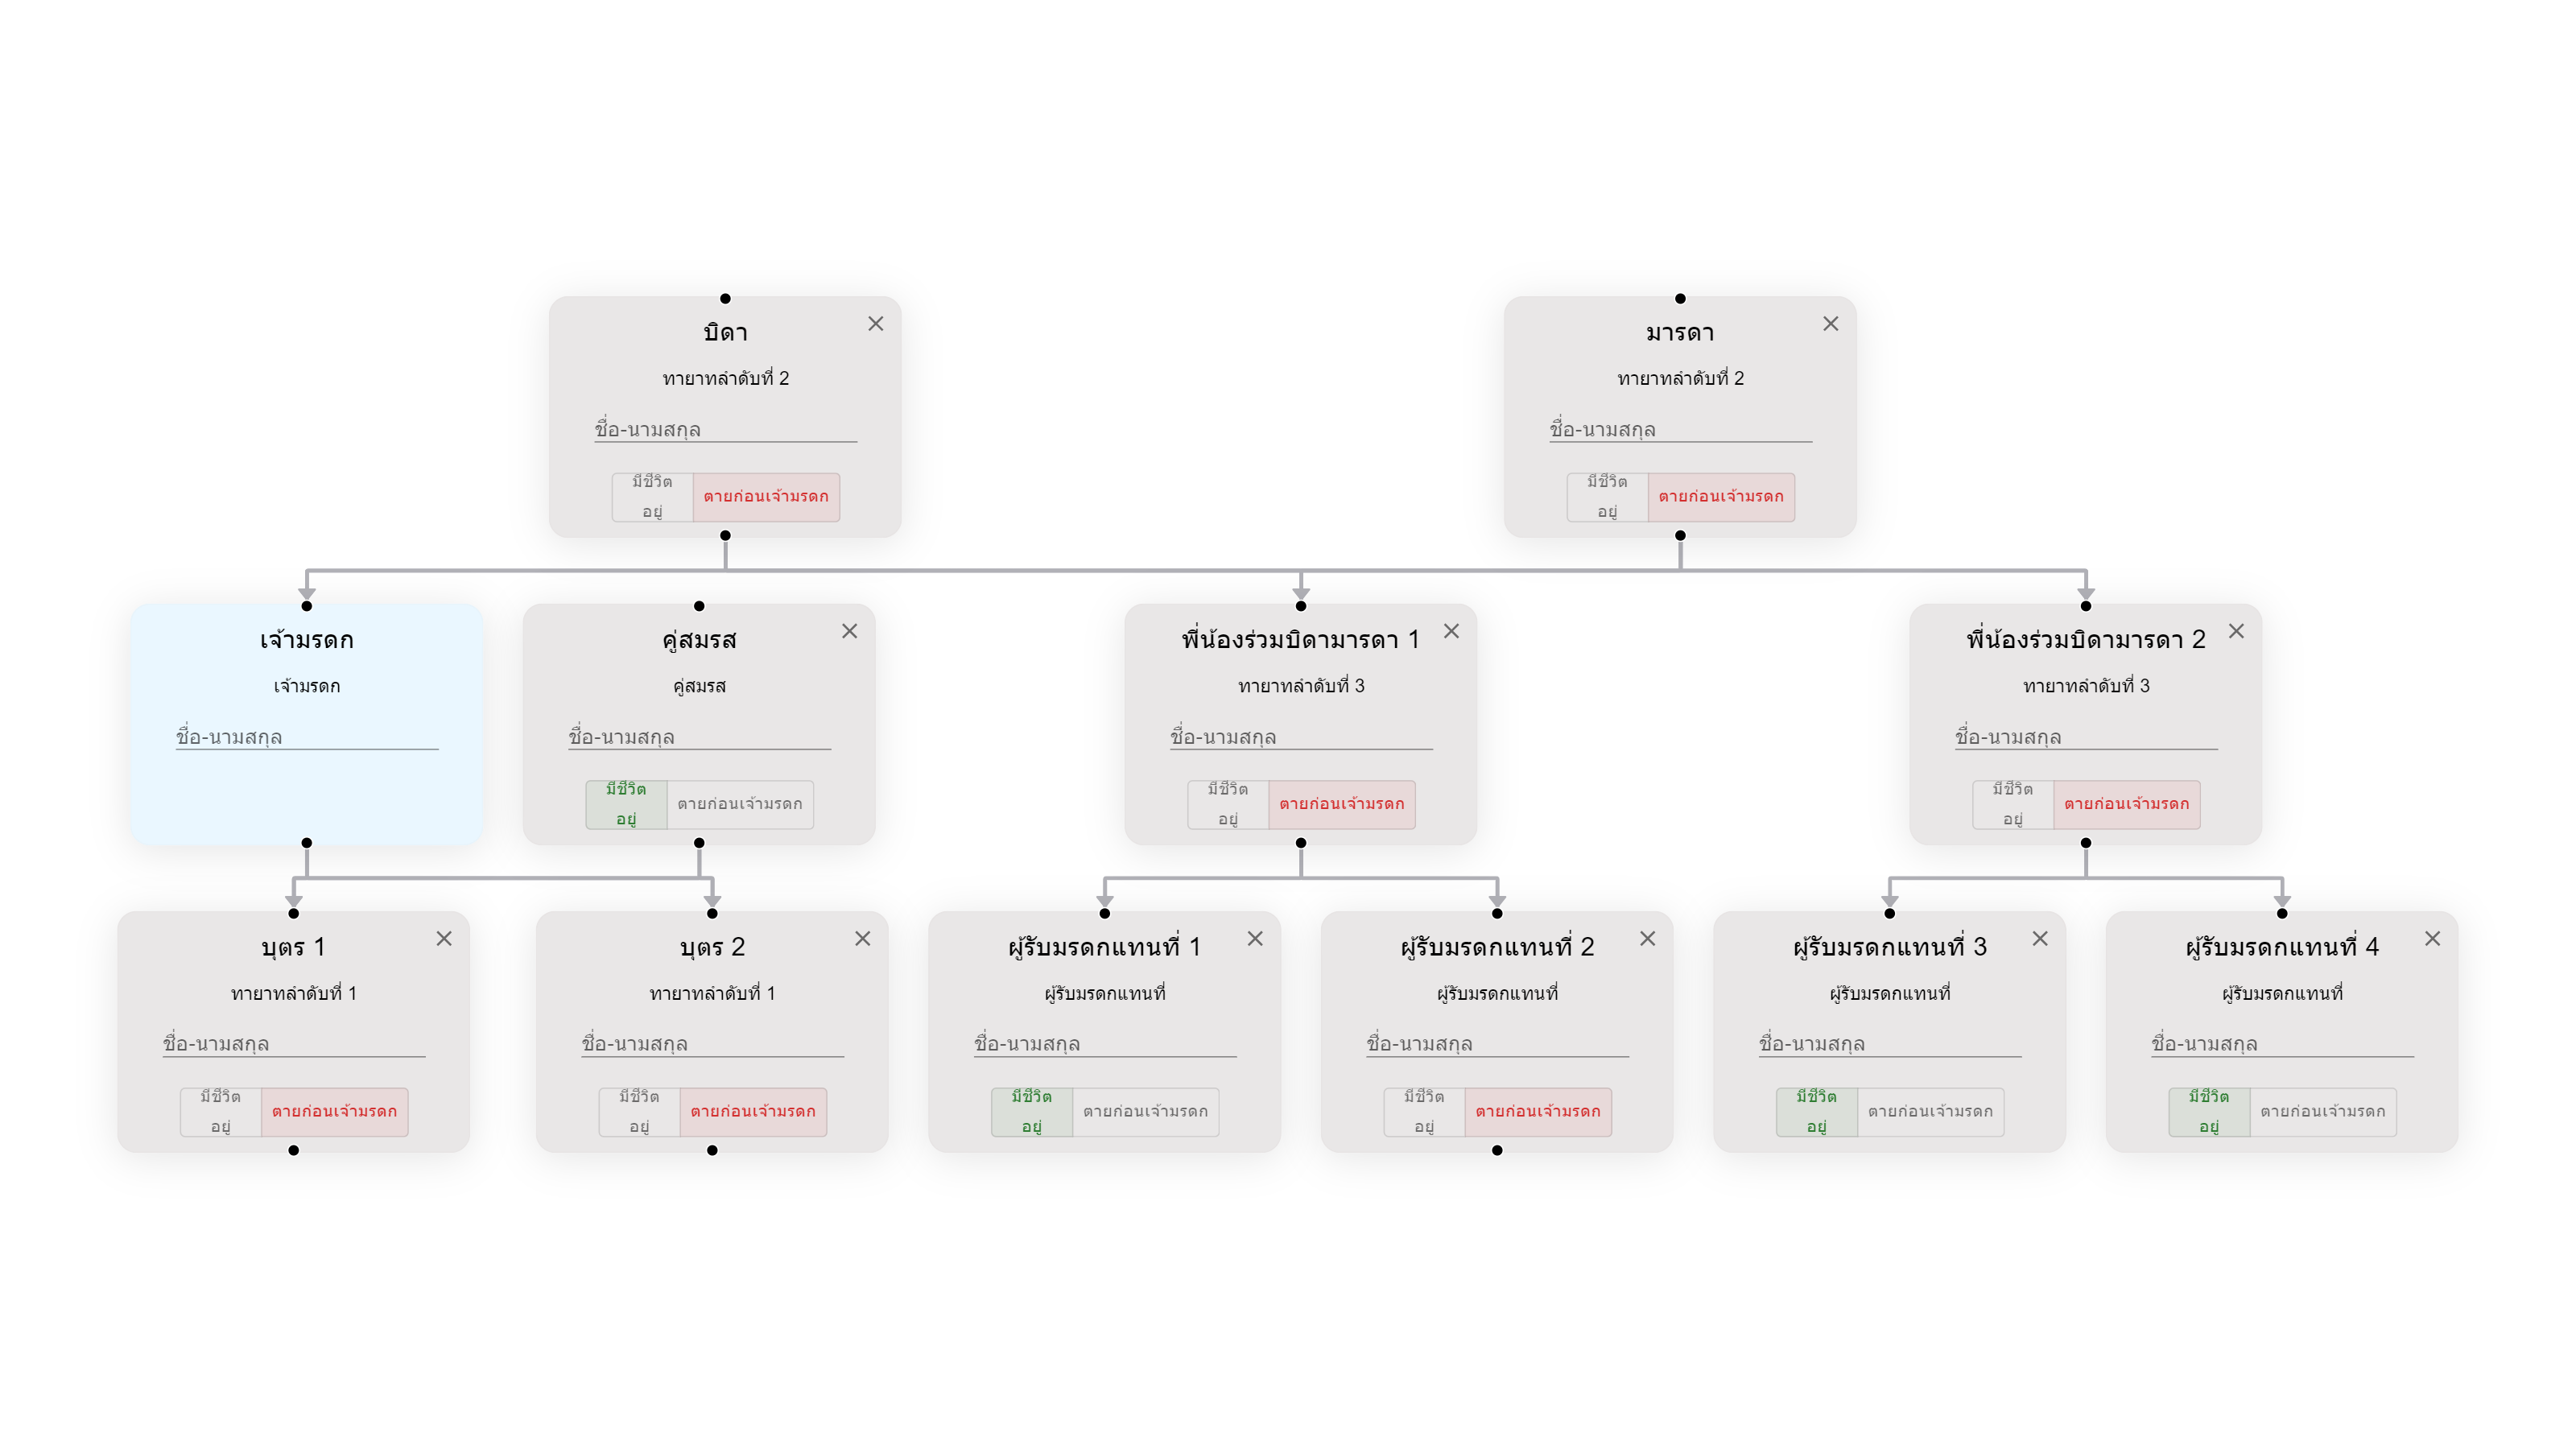 บิดา
ทายาทลำดับที่ 2
ชื่อ-นามสกุล
มีชีวิต
อยู่
ตายก่อนเจ้ามรดก
มารดา
ทายาทลำดับที่ 2
ชื่อ-นามสกุล
มีชีวิต
อยู่
ตายก่อนเจ้ามรดก
เจ้ามรดก
เจ้ามรดก
ชื่อ-นามสกุล
คู่สมรส
คู่สมรส
ชื่อ-นามสกุล
มีชีวิต
อยู่
ตายก่อนเจ้ามรดก
พี่น้องร่วมบิดามารดา 1
ทายาทลำดับที่ 3
ชื่อ-นามสกุล
มีชีวิต
อยู่
ตายก่อนเจ้ามรดก
พี่น้องร่วมบิดามารดา 2
ทายาทลำดับที่ 3
ชื่อ-นามสกุล
มีชีวิต
อยู่
ตายก่อนเจ้ามรดก
บุตร 1
ทายาทลำดับที่ 1
ชื่อ-นามสกุล
มีชีวิต
อยู่
ตายก่อนเจ้ามรดก
บุตร 2
ทายาทลำดับที่ 1
ชื่อ-นามสกุล
มีชีวิต
อยู่
ตายก่อนเจ้ามรดก
ผู้รับมรดกแทนที่ 1
ผู้รับมรดกแทนที่
ชื่อ-นามสกุล
มีชีวิต
อยู่
ตายก่อนเจ้ามรดก
ผู้รับมรดกแทนที่ 2
ผู้รับมรดกแทนที่
ชื่อ-นามสกุล
มีชีวิต
อยู่
ตายก่อนเจ้ามรดก
ผู้รับมรดกแทนที่ 3
ผู้รับมรดกแทนที่
ชื่อ-นามสกุล
มีชีวิต
อยู่
ตายก่อนเจ้ามรดก
ผู้รับมรดกแทนที่ 4
ผู้รับมรดกแทนที่
ชื่อ-นามสกุล
มีชีวิต
อยู่
ตายก่อนเจ้ามรดก